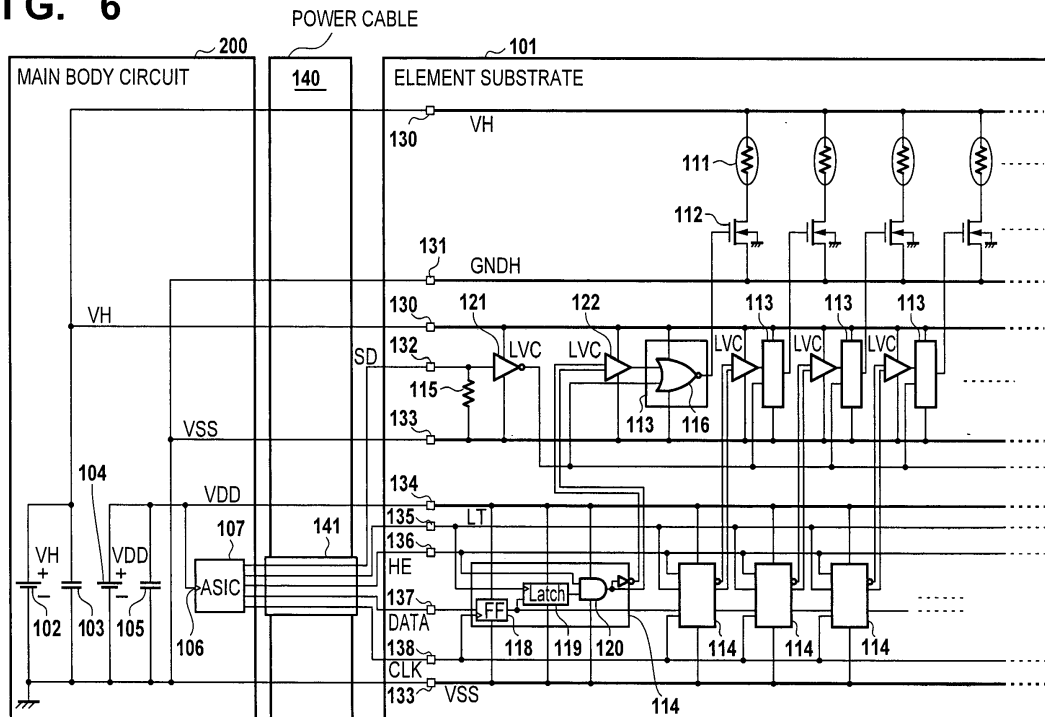 FIG. 6
POWER CABLE
200
101
MAIN BODY CIRCUIT
140
ELEMENT SUBSTRATE
130
VH
111
112
131
GNDH
VH
130
121
122
113
113
113
SD
132
LVC
LVC
LVC
LVC
LVC
115
113
116
VSS
133
104
VDD
134
135
LT
107
141
136
VH
VDD
HE
+
+
ASIC
137
Latch
−
−
DATA
FF
102
103
105
106
118
119
120
114
114
114
138
CLK
133
VSS
114